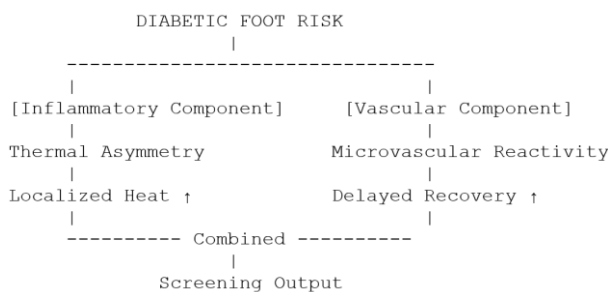 DIABETIC FOOT RISK
[Inflammatory Component] [Vascular Component]
Thermal Asymmetry Microvascular Reactivity
Localized Heat ↑ Delayed Recovery ↑
---------- Combined ----------
Screening Output